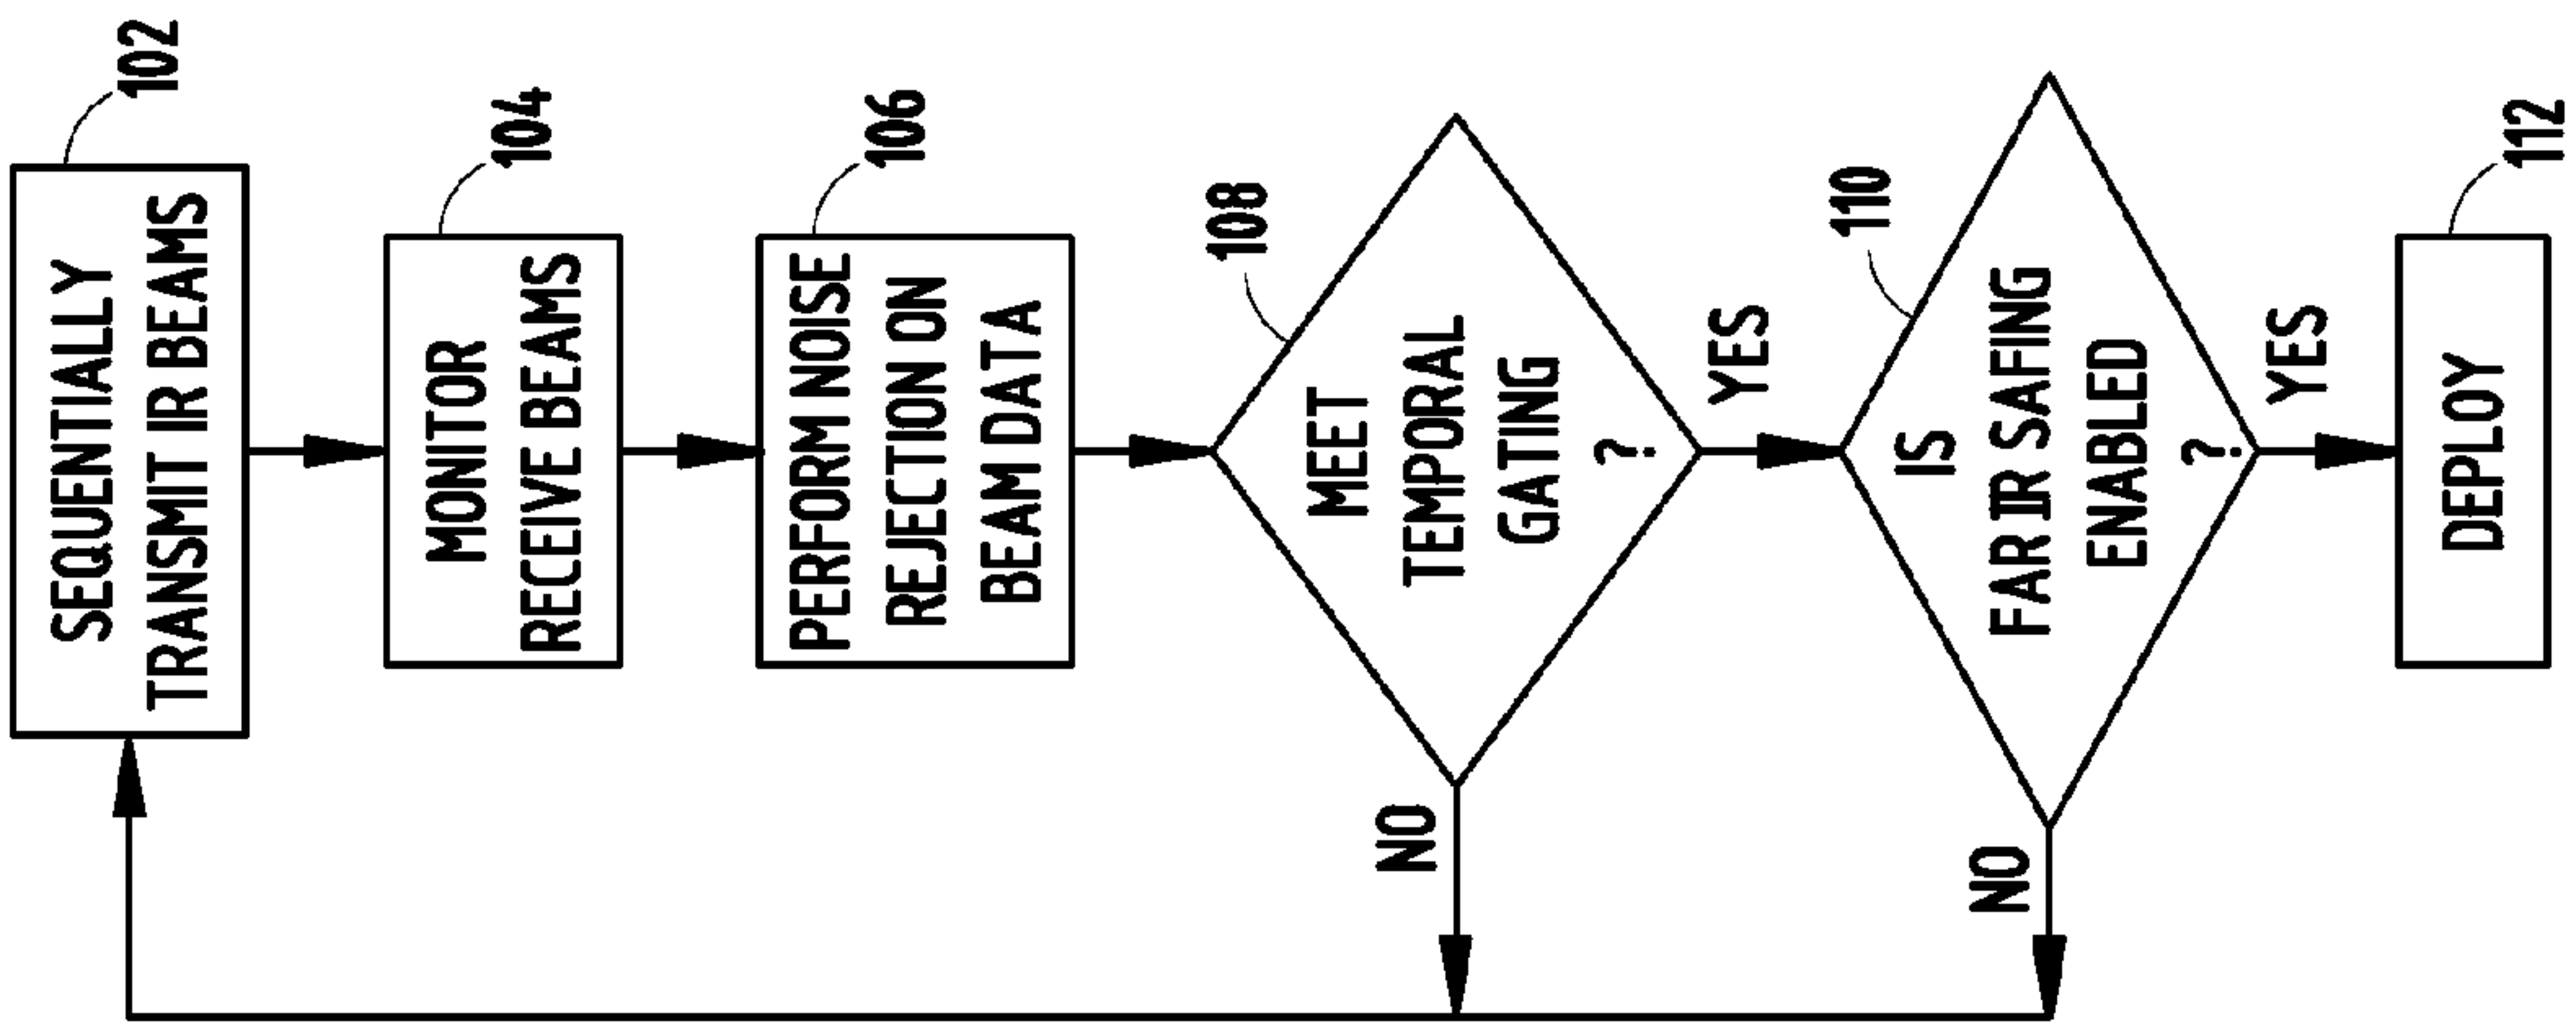 102
SEQUENTIALLY
TRANSMIT IR BEAMS
104
MONITOR
RECEIVE BEAMS
106
PERFORM NOISE
REJECTION ON
BEAM DATA
108
MEET
TEMPORAL
GATING
?
NO
YES
110
IS
FAR IR SAFING
ENABLED
?
NO
YES
112
DEPLOY